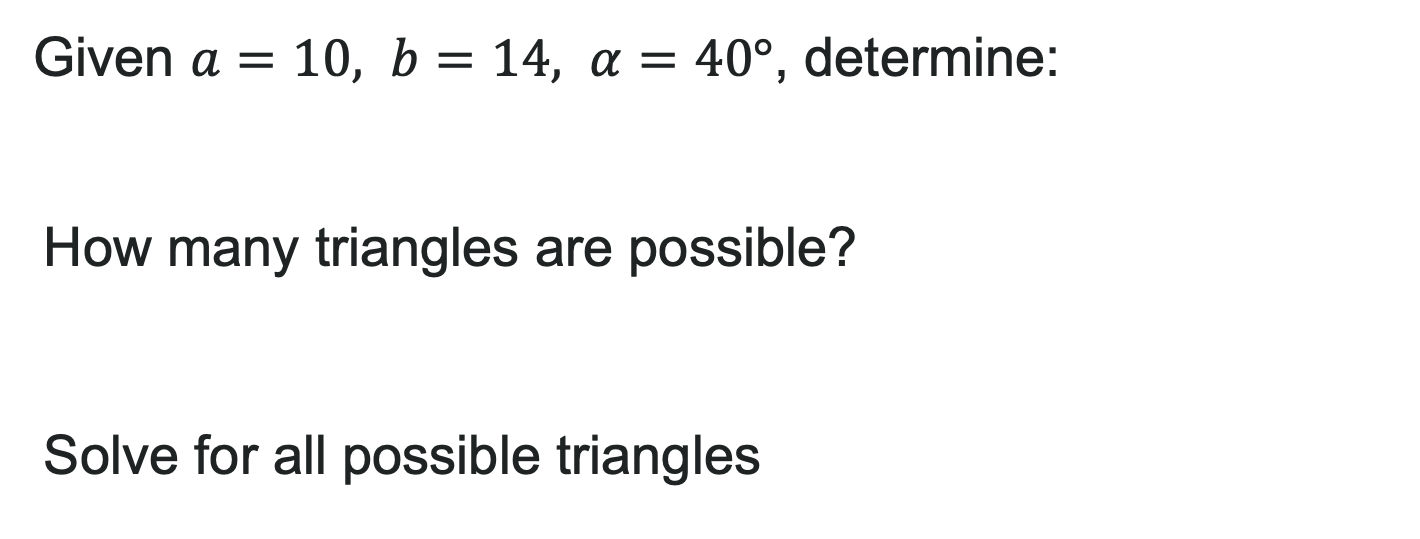 Given 𝑎 = 10, 𝑏 = 14, 𝛼 = 40°, determine:
How many triangles are possible?
Solve for all possible triangles